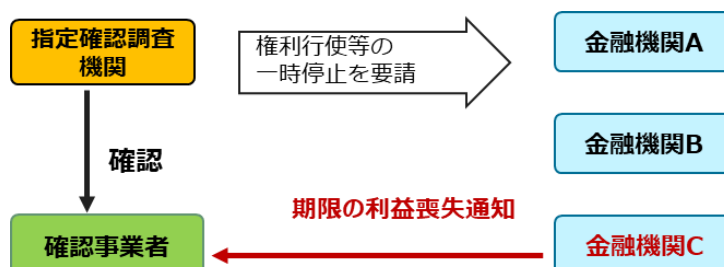 指定確認調査
機関
権利行使等の
一時停止を要請
金融機関A
確認
金融機関B
期限の利益喪失通知
確認事業者
金融機関C